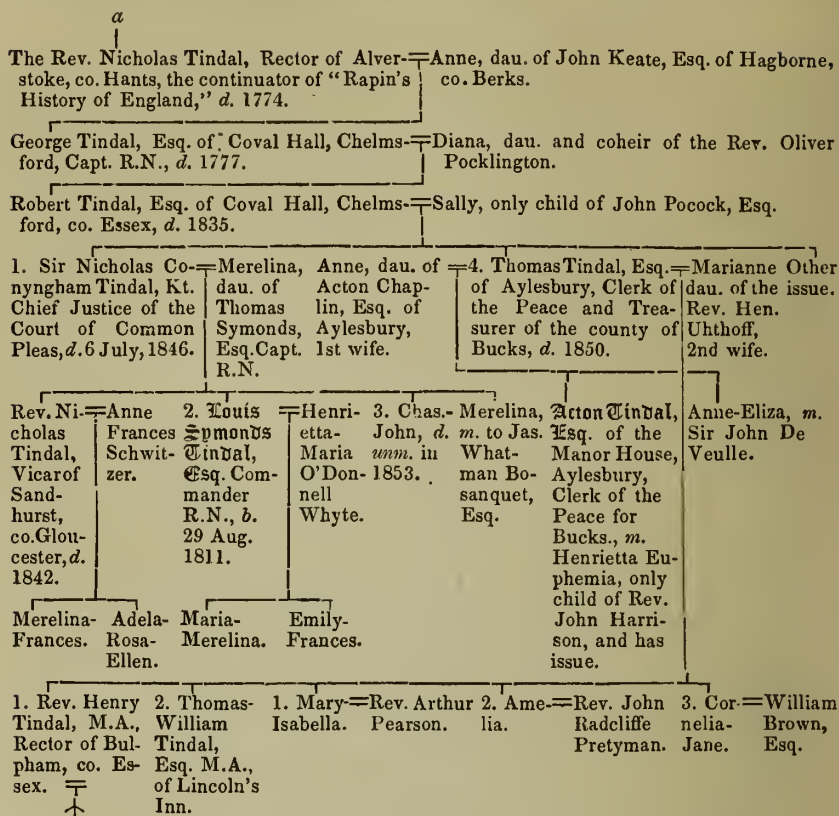 a
The Rev. Nicholas Tindal, Rector of Alver-
stoke, co. Hants, the continuator of "Rapin's
History of England," d. 1774.
Anne, dau. of John Keate, Esq. of Hagborne,
co. Berks.
George Tindal, Esq. of Coval Hall, Chelms-
ford, Capt. R.N., d. 1777.
Diana, dau. and coheir of the Rev. Oliver
Pocklington.
Robert Tindal, Esq. of Coval Hall, Chelms-
ford, co. Essex, d. 1835.
Sally, only child of John Pocock, Esq.
1. Sir Nicholas Co-
nyngham Tindal, Kt.
Chief Justice of the
Court of Common
Pleas, d. 6 July, 1846.
Merelina,
dau. of
Thomas
Symonds,
Esq. Capt.
R.N.
Anne, dau. of
Acton Chap-
lin, Esq. of
Aylesbury,
1st wife.
4. Thomas Tindal, Esq.
of Aylesbury, Clerk of
the Peace and Trea-
surer of the county of
Bucks, d. 1850.
Marianne
dau. of the
Rev. Hen.
Uhthoff,
2nd wife.
Other
issue.
Rev. Ni-
cholas
Tindal,
Vicar of
Sand-
hurst,
co. Glou-
cester, d.
1842.
Anne
Frances
Schwit-
zer.
2. Louis
Symonds
Tindal,
Esq. Com-
mander
R.N., b.
29 Aug.
1811.
Henri-
etta-
Maria
O'Don-
nell
Whyte.
3. Chas.-
John, d.
unm. in
1853.
Merelina,
m. to Jas.
What-
man Bo-
sanquet,
Esq.
Acton Tindal,
Esq. of the
Manor House,
Aylesbury,
Clerk of the
Peace for
Bucks., m.
Henrietta Eu-
phemia, only
child of Rev.
John Harri-
son, and has
issue.
Anne-Eliza, m.
Sir John De
Veulle.
Merelina-
Frances.
Adela-
Rosa-
Ellen.
Maria-
Merelina.
Emily-
Frances.
1. Rev. Henry
Tindal, M.A.,
Rector of Bul-
pham, co. Es-
sex.
2. Thomas-
William
Tindal,
Esq. M.A.,
of Lincoln's
Inn.
1. Mary-
Isabella.
Rev. Arthur
Pearson.
2. Ame-
lia.
Rev. John
Radcliffe
Pretyman.
3. Cor-
nelia-
Jane.
William
Brown,
Esq.